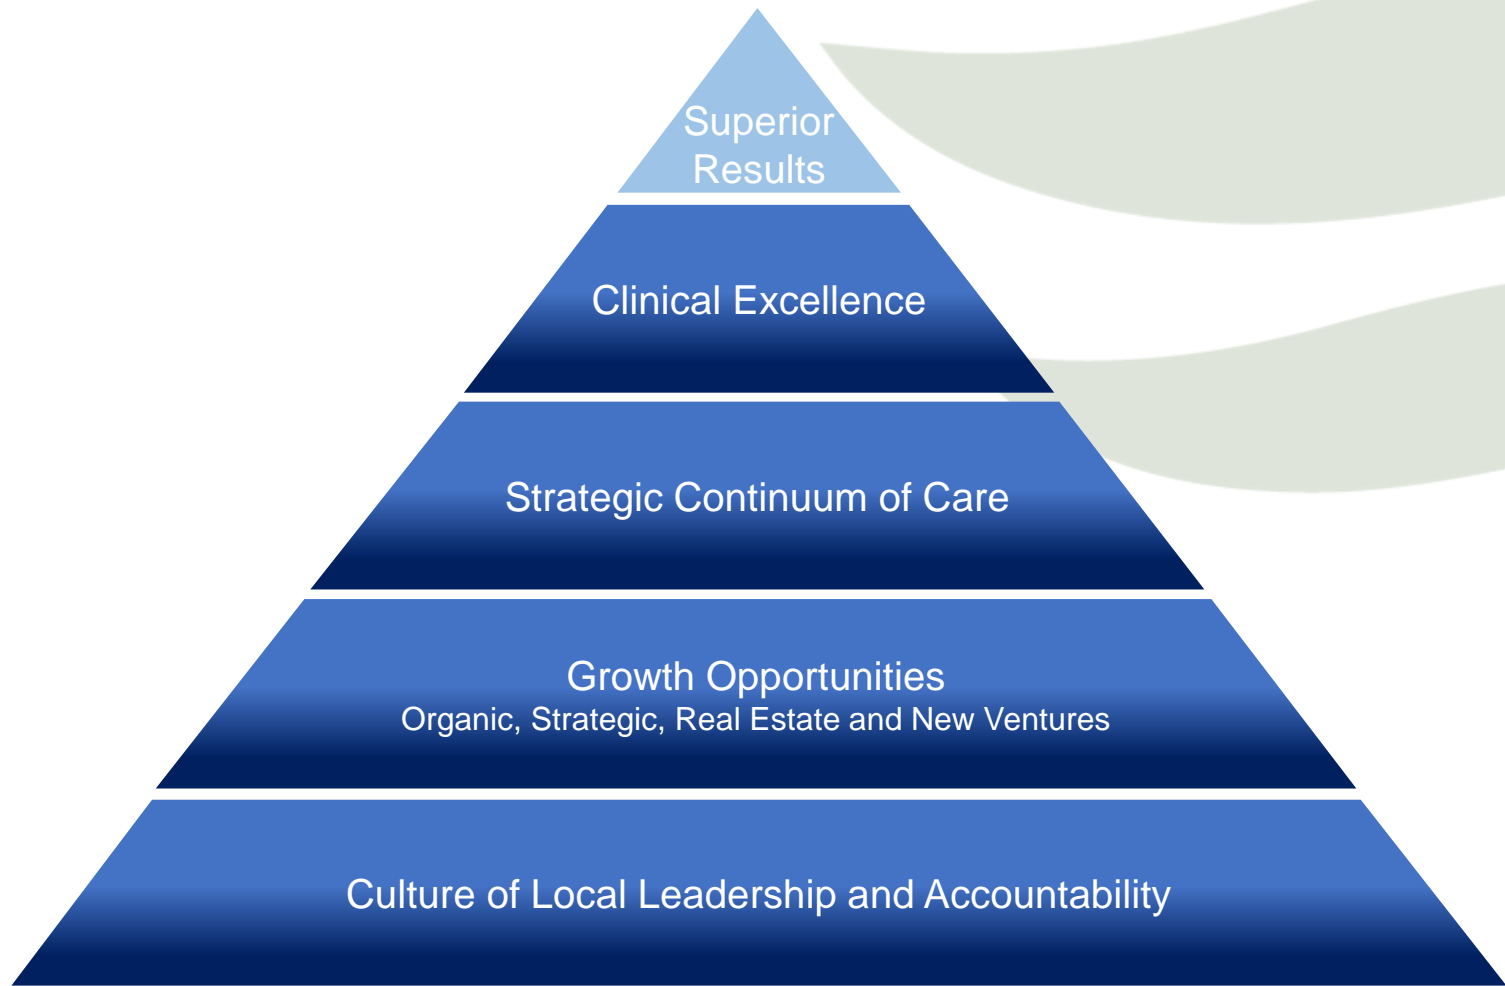 Superior
Results
Clinical Excellence
Strategic Continuum of Care
Growth Opportunities
Organic, Strategic, Real Estate and New Ventures
Culture of Local Leadership and Accountability